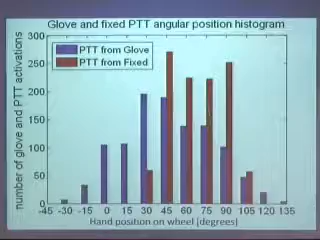 Glove and fixed PTT angular position histogram
number of glove and PTT activations
300
250
200
150
100
50
0
PTT from Glove
PTT from Fixed
-45 -30 -15 0 15 30 45 60 75 90 105 120 135
Hand position on wheel [degrees]